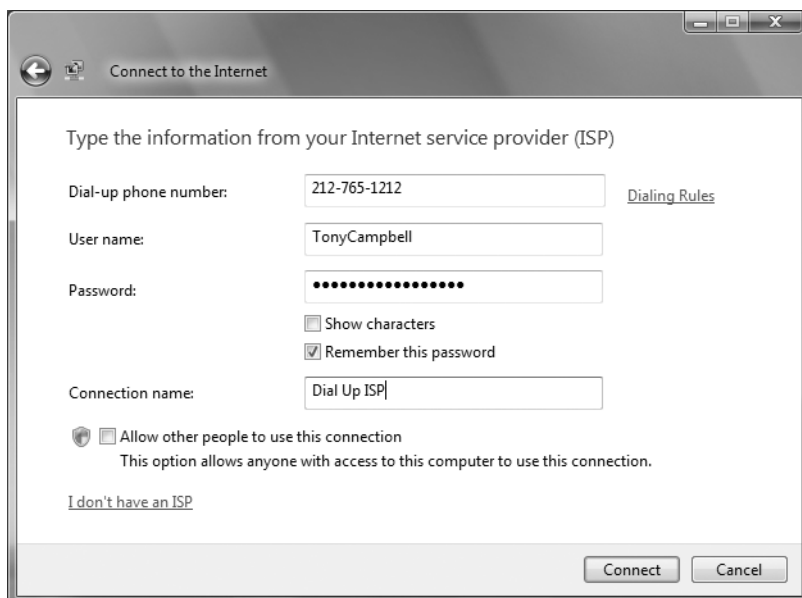 Connect to the Internet
Type the information from your Internet service provider (ISP)
Dial-up phone number: 212-765-1212 Dialing Rules
User name: TonyCampbell
Password: •••••••••••••••••
Show characters
Remember this password
Connection name: Dial Up ISP
Allow other people to use this connection
This option allows anyone with access to this computer to use this connection.
I don't have an ISP
Connect Cancel